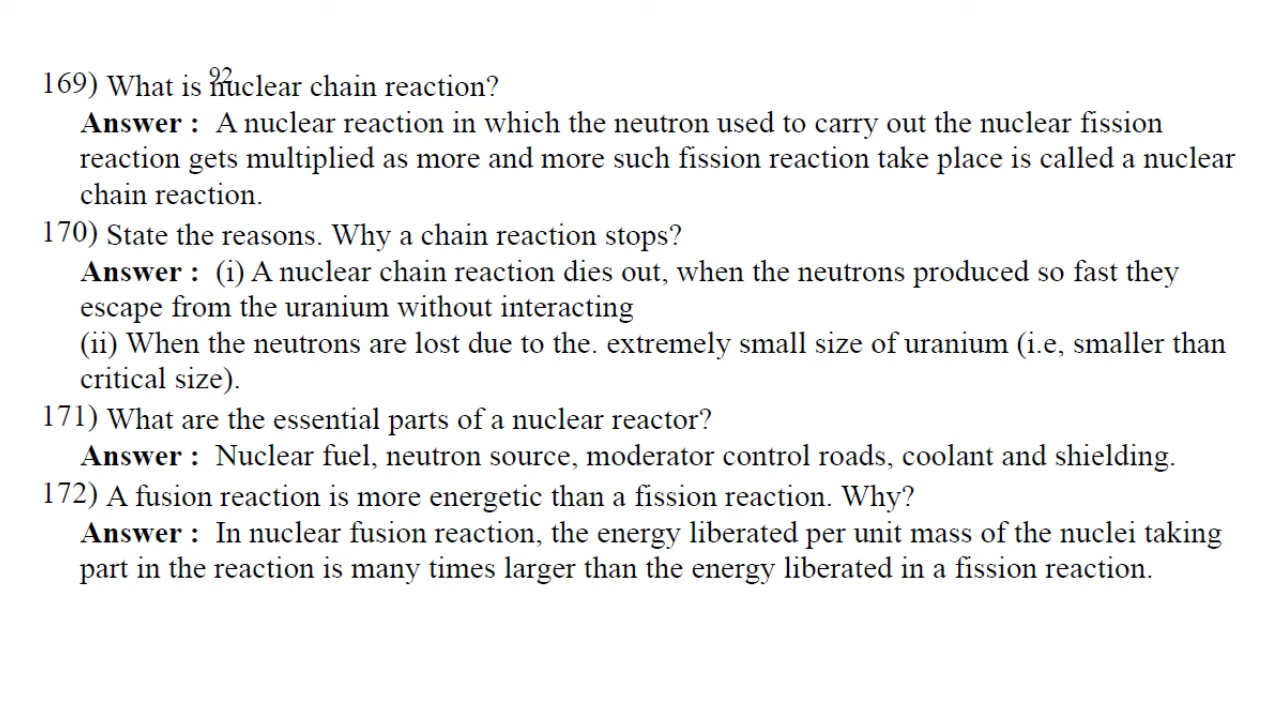 92
169) What is nuclear chain reaction?
Answer : A nuclear reaction in which the neutron used to carry out the nuclear fission
reaction gets multiplied as more and more such fission reaction take place is called a nuclear
chain reaction.
170) State the reasons. Why a chain reaction stops?
Answer : (i) A nuclear chain reaction dies out, when the neutrons produced so fast they
escape from the uranium without interacting
(ii) When the neutrons are lost due to the. extremely small size of uranium (i.e, smaller than
critical size).
171) What are the essential parts of a nuclear reactor?
Answer : Nuclear fuel, neutron source, moderator control roads, coolant and shielding.
172) A fusion reaction is more energetic than a fission reaction. Why?
Answer : In nuclear fusion reaction, the energy liberated per unit mass of the nuclei taking
part in the reaction is many times larger than the energy liberated in a fission reaction.